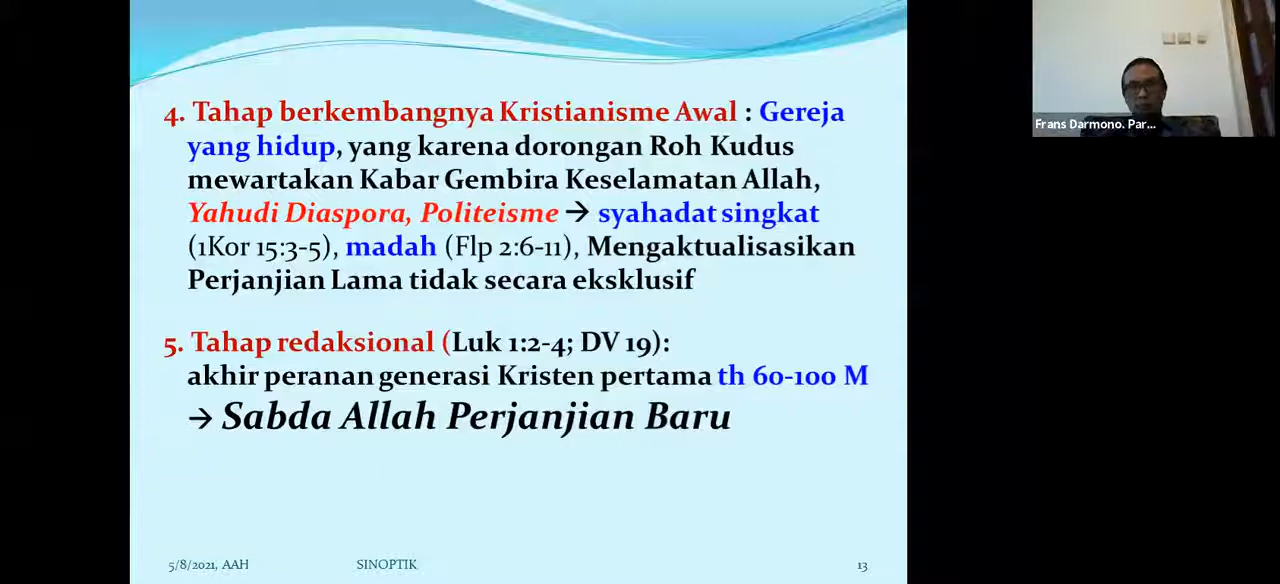 4. Tahap berkembangnya Kristianisme Awal : Gereja
yang hidup, yang karena dorongan Roh Kudus
mewartakan Kabar Gembira Keselamatan Allah,
Yahudi Diaspora, Politeisme → syahadat singkat
(1Kor 15:3-5), madah (Flp 2:6-11), Mengaktualisasikan
Perjanjian Lama tidak secara eksklusif
5. Tahap redaksional (Luk 1:2-4; DV 19):
akhir peranan generasi Kristen pertama th 60-100 M
→ Sabda Allah Perjanjian Baru
5/8/2021, AAH SINOPTIK 13
Frans Darmono. Par...